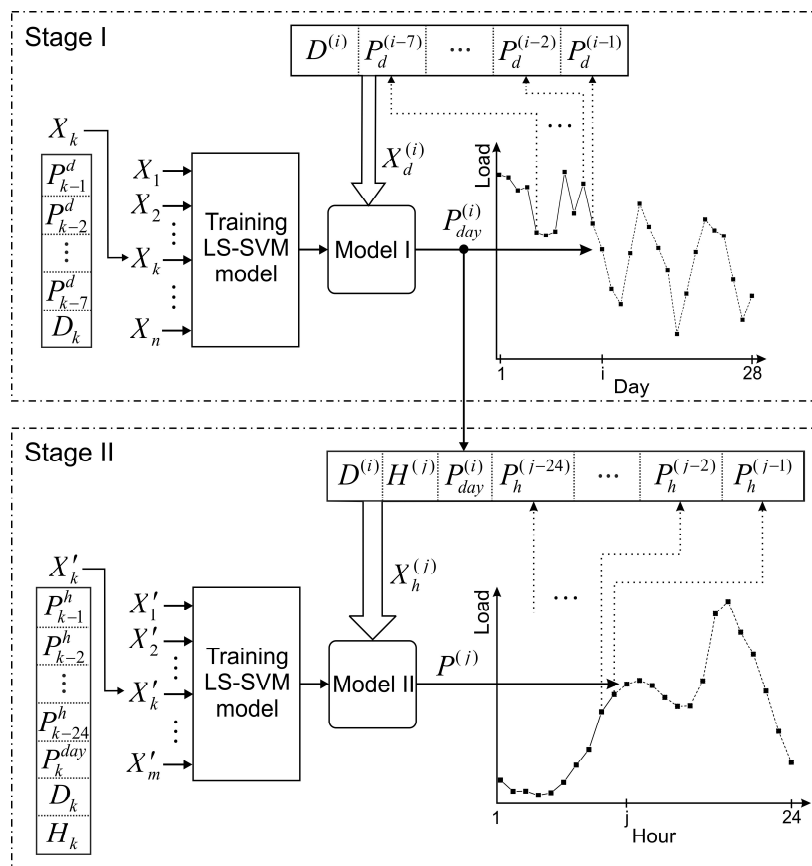 Stage I
D^(i) P_d^(i−7) ··· P_d^(i−2) P_d^(i−1)
X_k
P_{k−1}^d
P_{k−2}^d
⋮
P_{k−7}^d
D_k
X_1
X_2
⋮
X_k
⋮
X_n
Training
LS-SVM
model
X_d^(i)
Model I
P_day^(i)
···
Load
1 i 28
Day
Stage II
D^(i) H^(j) P_day^(i) P_h^(j−24) ··· P_h^(j−2) P_h^(j−1)
X′_k
P_{k−1}^h
P_{k−2}^h
⋮
P_{k−24}^h
P_k^day
D_k
H_k
X′_1
X′_2
⋮
X′_k
⋮
X′_m
Training
LS-SVM
model
X_h^(j)
Model II
P^(j)
···
Load
1 j 24
Hour